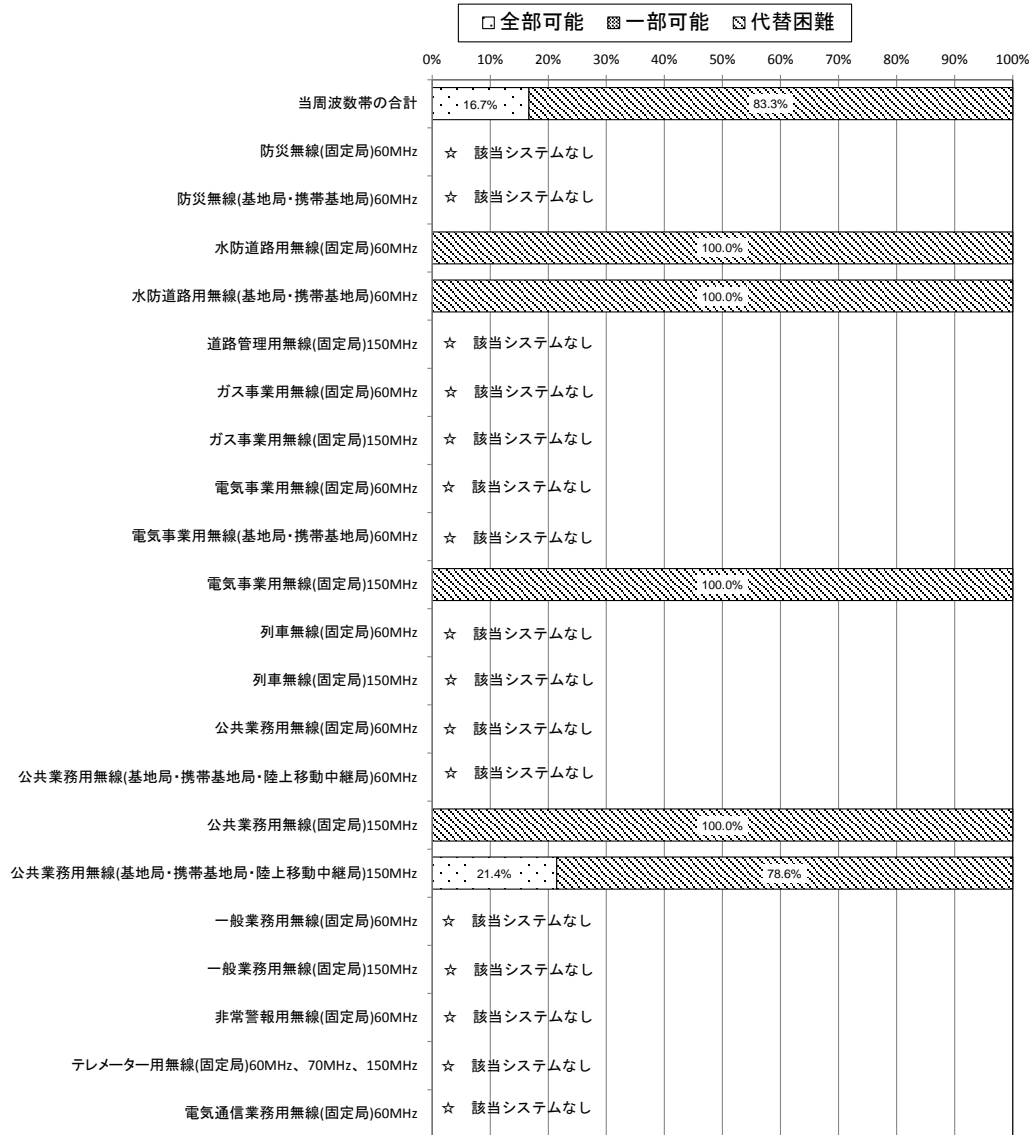 全部可能 一部可能 代替困難
0% 10% 20% 30% 40% 50% 60% 70% 80% 90% 100%
当周波数帯の合計 16.7% 83.3%
防災無線(固定局)60MHz ☆ 該当システムなし
防災無線(基地局・携帯基地局)60MHz ☆ 該当システムなし
水防道路用無線(固定局)60MHz 100.0%
水防道路用無線(基地局・携帯基地局)60MHz 100.0%
道路管理用無線(固定局)150MHz ☆ 該当システムなし
ガス事業用無線(固定局)60MHz ☆ 該当システムなし
ガス事業用無線(固定局)150MHz ☆ 該当システムなし
電気事業用無線(固定局)60MHz ☆ 該当システムなし
電気事業用無線(基地局・携帯基地局)60MHz ☆ 該当システムなし
電気事業用無線(固定局)150MHz 100.0%
列車無線(固定局)60MHz ☆ 該当システムなし
列車無線(固定局)150MHz ☆ 該当システムなし
公共業務用無線(固定局)60MHz ☆ 該当システムなし
公共業務用無線(基地局・携帯基地局・陸上移動中継局)60MHz ☆ 該当システムなし
公共業務用無線(固定局)150MHz 100.0%
公共業務用無線(基地局・携帯基地局・陸上移動中継局)150MHz 21.4% 78.6%
一般業務用無線(固定局)60MHz ☆ 該当システムなし
一般業務用無線(固定局)150MHz ☆ 該当システムなし
非常警報用無線(固定局)60MHz ☆ 該当システムなし
テレメーター用無線(固定局)60MHz、70MHz、150MHz ☆ 該当システムなし
電気通信業務用無線(固定局)60MHz ☆ 該当システムなし